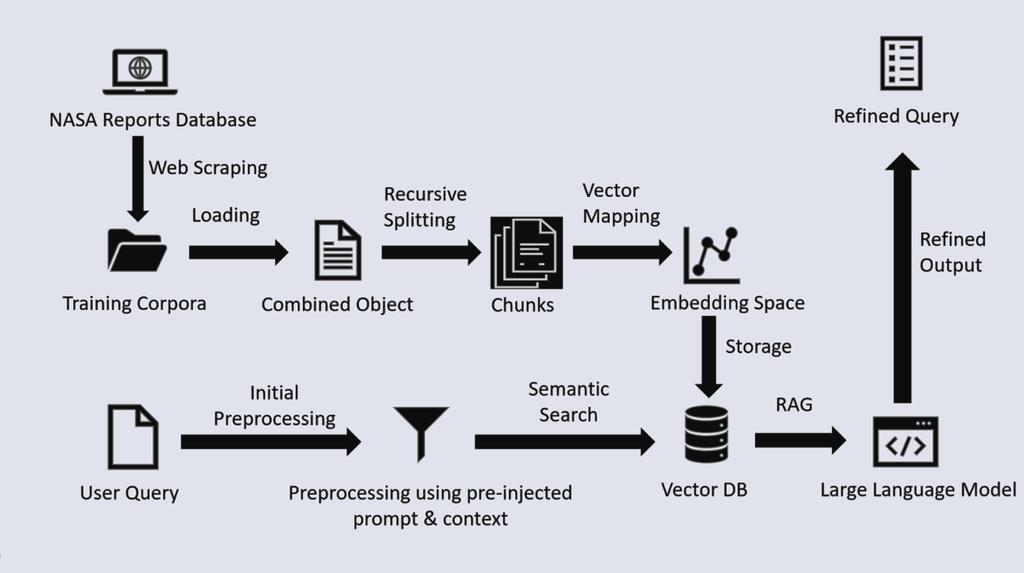 NASA Reports Database
Refined Query
Web Scraping
Loading
Recursive
Splitting
Vector
Mapping
Refined
Output
Training Corpora
Combined Object
Chunks
Embedding Space
Storage
Initial
Preprocessing
Semantic
Search
RAG
User Query
Preprocessing using pre-injected
prompt & context
Vector DB
Large Language Model